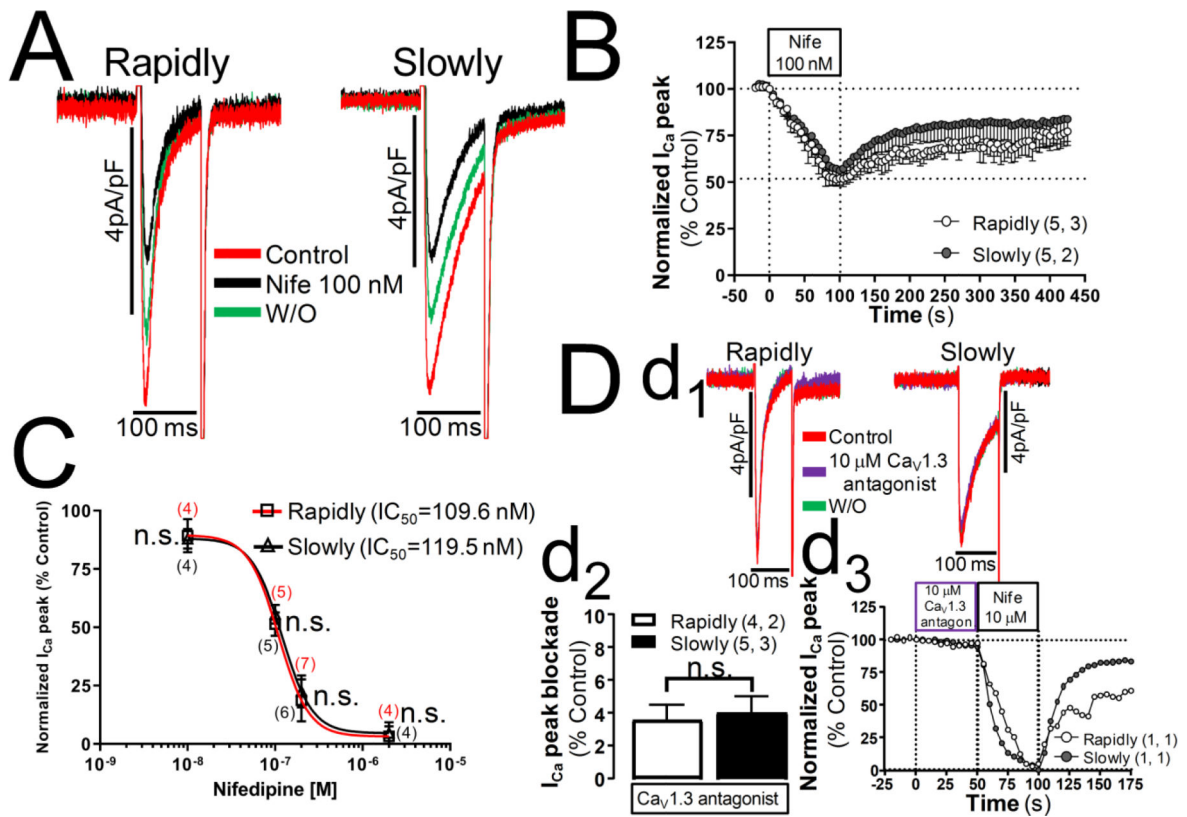 A
Rapidly
Slowly
4pA/pF
4pA/pF
Control
Nife 100 nM
W/O
100 ms
100 ms
B
Normalized I_Ca peak
(% Control)
125
100
75
50
25
0
Nife
100 nM
Rapidly (5, 3)
Slowly (5, 2)
-50 0 50 100 150 200 250 300 350 400 450
Time (s)
C
Normalized I_Ca peak (% Control)
100
75
50
25
0
Rapidly (IC50=109.6 nM)
Slowly (IC50=119.5 nM)
(4)
n.s.
(4)
(5)
n.s.
(5)
(7)
n.s.
(6)
(4)
n.s.
(4)
10-9 10-8 10-7 10-6 10-5
Nifedipine [M]
D
d1
Rapidly
Slowly
4pA/pF
4pA/pF
Control
10 μM CaV1.3
antagonist
W/O
100 ms
100 ms
d2
I_Ca peak blockade
(% Control)
10
8
6
4
2
0
Rapidly (4, 2)
Slowly (5, 3)
n.s.
CaV1.3 antagonist
d3
Normalized I_Ca peak
(% Control)
100
75
50
25
0
10 μM
CaV1.3
antagon
Nife
10 μM
Rapidly (1, 1)
Slowly (1, 1)
-25 0 25 50 75 100 125 150 175
Time (s)